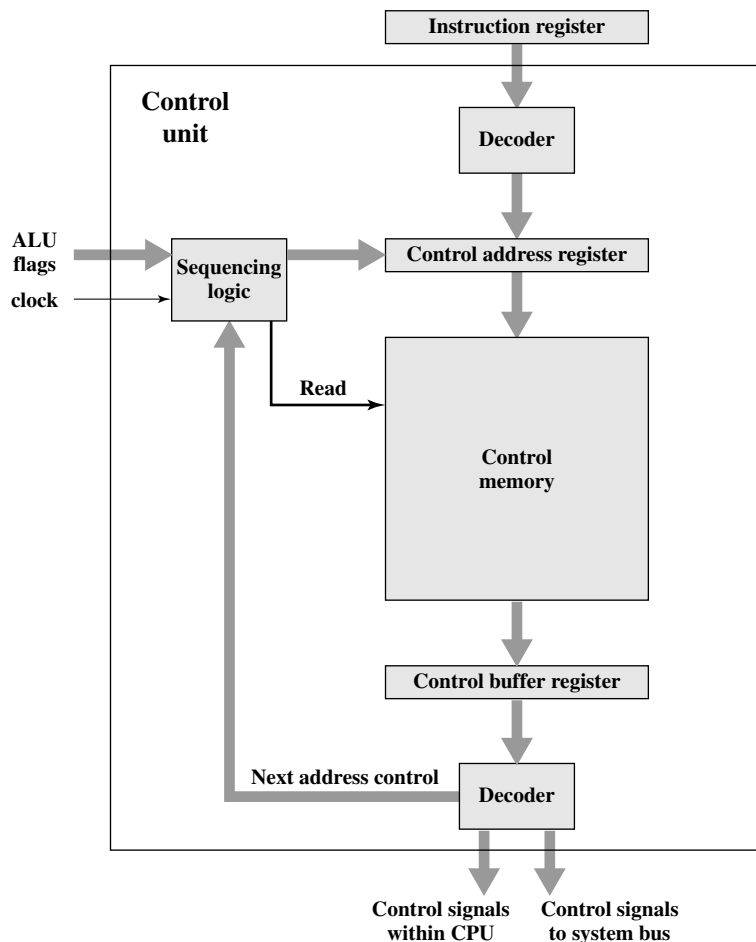 Instruction register
Control
unit
Decoder
ALU
flags
Sequencing
logic
Control address register
clock
Read
Control
memory
Control buffer register
Next address control
Decoder
Control signals
within CPU
Control signals
to system bus